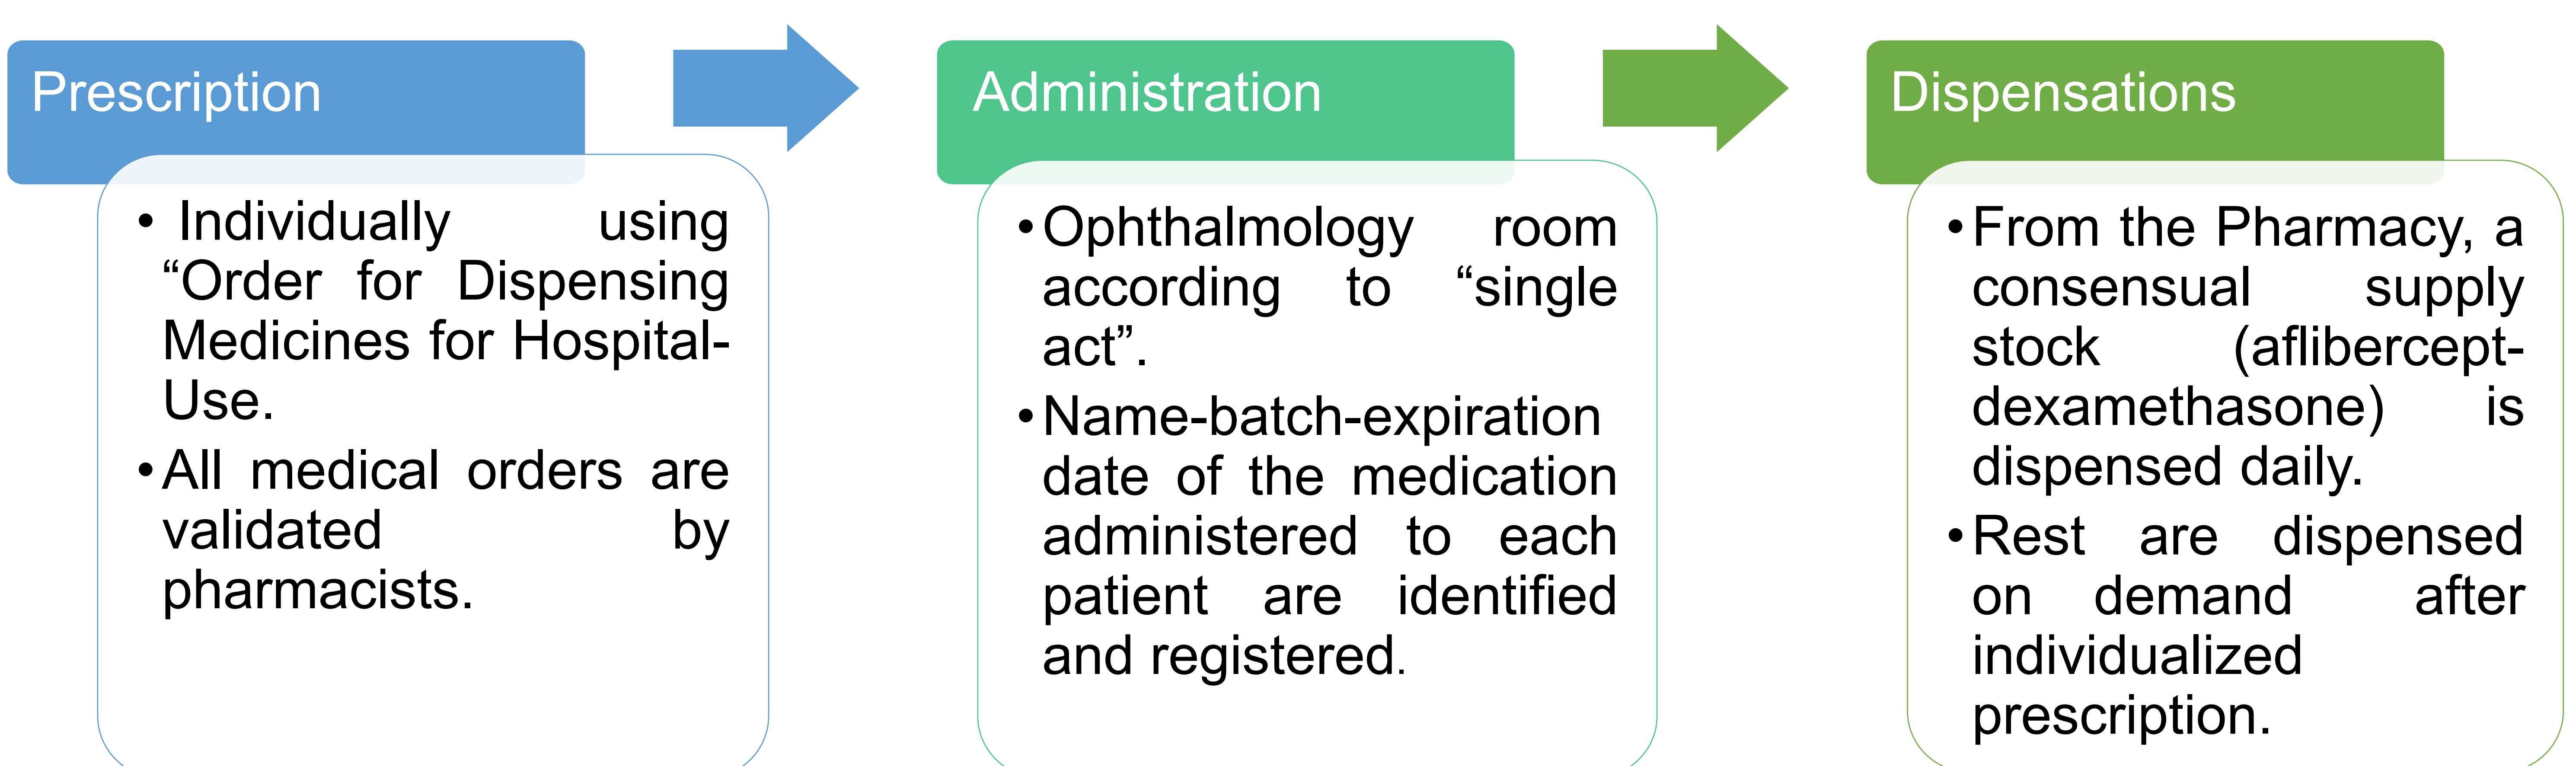 Prescription
• Individually using
“Order for Dispensing
Medicines for Hospital-
Use.
•All medical orders are
validated by
pharmacists.
Administration
•Ophthalmology room
according to “single
act”.
•Name-batch-expiration
date of the medication
administered to each
patient are identified
and registered.
Dispensations
•From the Pharmacy, a
consensual supply
stock (aflibercept-
dexamethasone) is
dispensed daily.
•Rest are dispensed
on demand after
individualized
prescription.